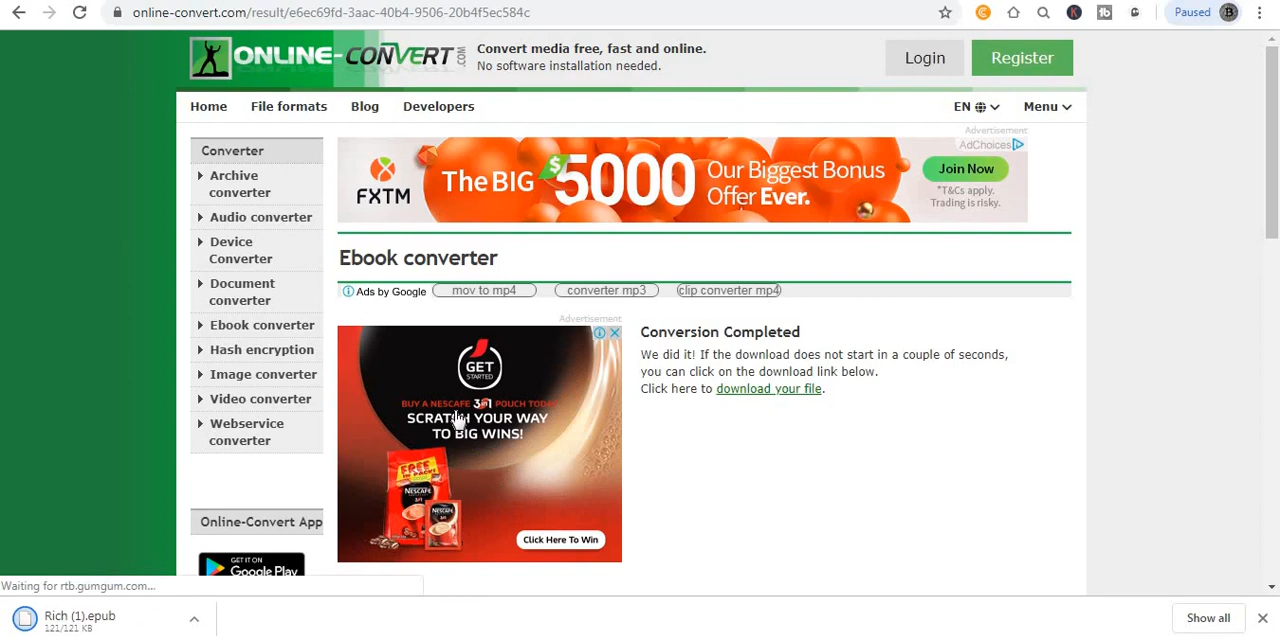 online-convert.com/result/e6ec69fd-3aac-40b4-9506-20b4f5ec584c
Paused
ONLINE-CONVERT.COM
Convert media free, fast and online.
No software installation needed.
Login
Register
Home
File formats
Blog
Developers
EN
Menu
Advertisement
AdChoices
FXTM
The BIG $5000
Our Biggest Bonus
Offer Ever.
Join Now
*T&Cs apply.
Trading is risky.
Converter
Archive
converter
Audio converter
Device
Converter
Document
converter
Ebook converter
Hash encryption
Image converter
Video converter
Webservice
converter
Online-Convert App
GET IT ON
Google Play
Ebook converter
Ads by Google
mov to mp4
converter mp3
clip converter mp4
Advertisement
GET
STARTED
BUY A NESCAFE 3in1 POUCH TODAY
SCRATCH YOUR WAY
TO BIG WINS!
FREE
NESCAFÉ
3in1
NESCAFÉ
3in1
Click Here To Win
Conversion Completed
We did it! If the download does not start in a couple of seconds,
you can click on the download link below.
Click here to download your file.
Waiting for rtb.gumgum.com...
Rich (1).epub
121/121 KB
Show all